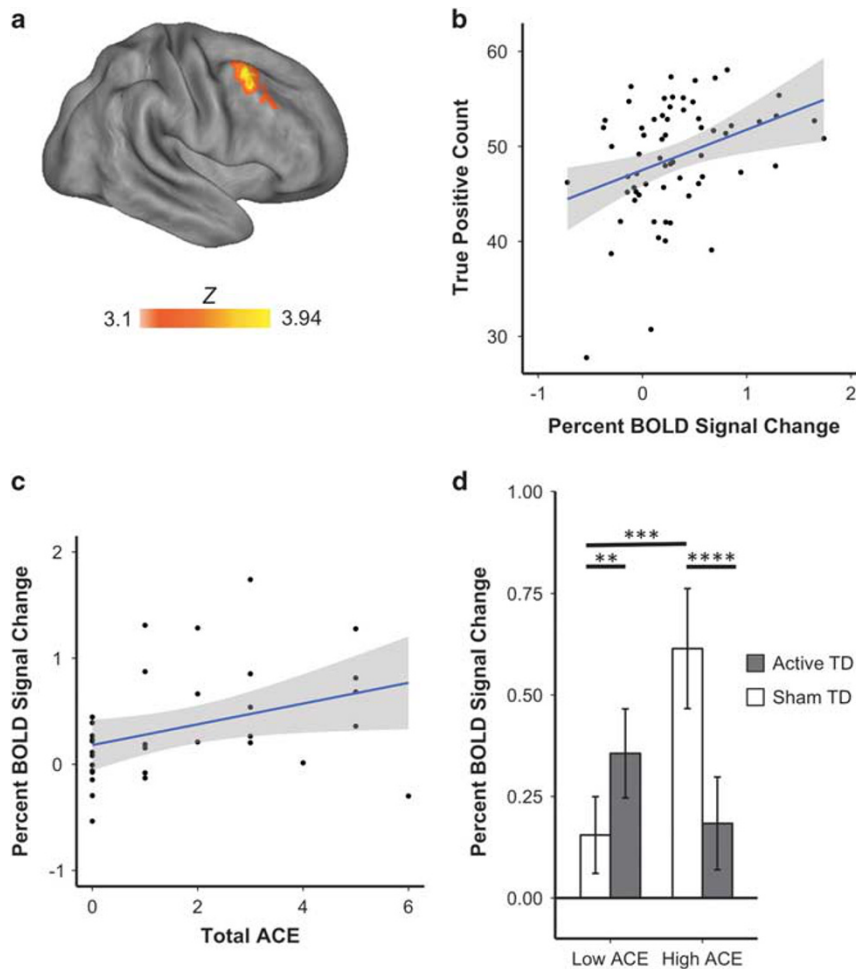 a
Z
3.1 3.94
b
True Positive Count
60
50
40
30
-1 0 1 2
Percent BOLD Signal Change
c
Percent BOLD Signal Change
2
1
0
-1
0 2 4 6
Total ACE
d
Percent BOLD Signal Change
1.00
0.75
0.50
0.25
0.00
***
** ****
Active TD
Sham TD
Low ACE High ACE